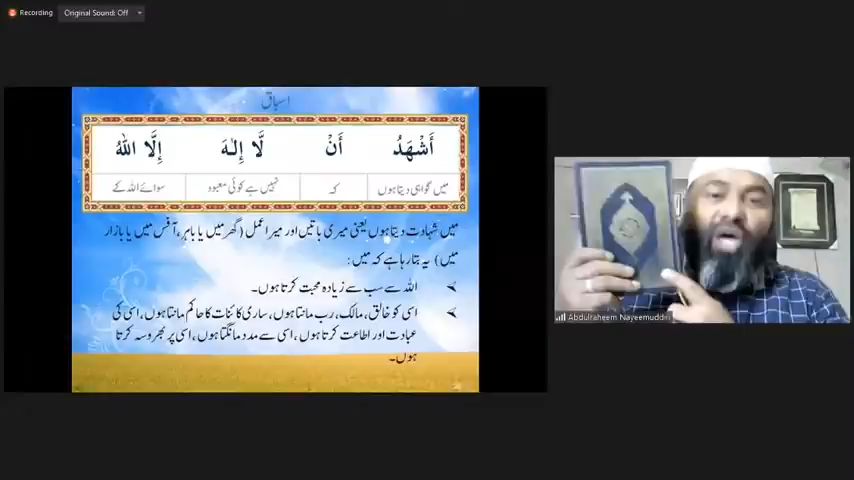 Recording
Original Sound: Off
اسباق
أَشْهَدُ أَنْ لَّا إِلـٰهَ إِلَّا اللّٰهُ
میں گواہی دیتا ہوں کہ نہیں ہے کوئی معبود سوائے اللہ کے
میں شہادت دیتا ہوں یعنی میری باتیں اور میرا عمل (گھر میں یا باہر، آفس میں یا بازار
میں) یہ بتا رہا ہے کہ میں:
➢ اللہ سے سب سے زیادہ محبت کرتا ہوں۔
➢ اسی کو خالق، مالک، رب مانتا ہوں، ساری کائنات کا حاکم مانتا ہوں، اسی کی
عبادت اور اطاعت کرتا ہوں، اسی سے مدد مانگتا ہوں، اسی پر بھروسہ کرتا
ہوں۔
Abdulraheem Nayeemuddin